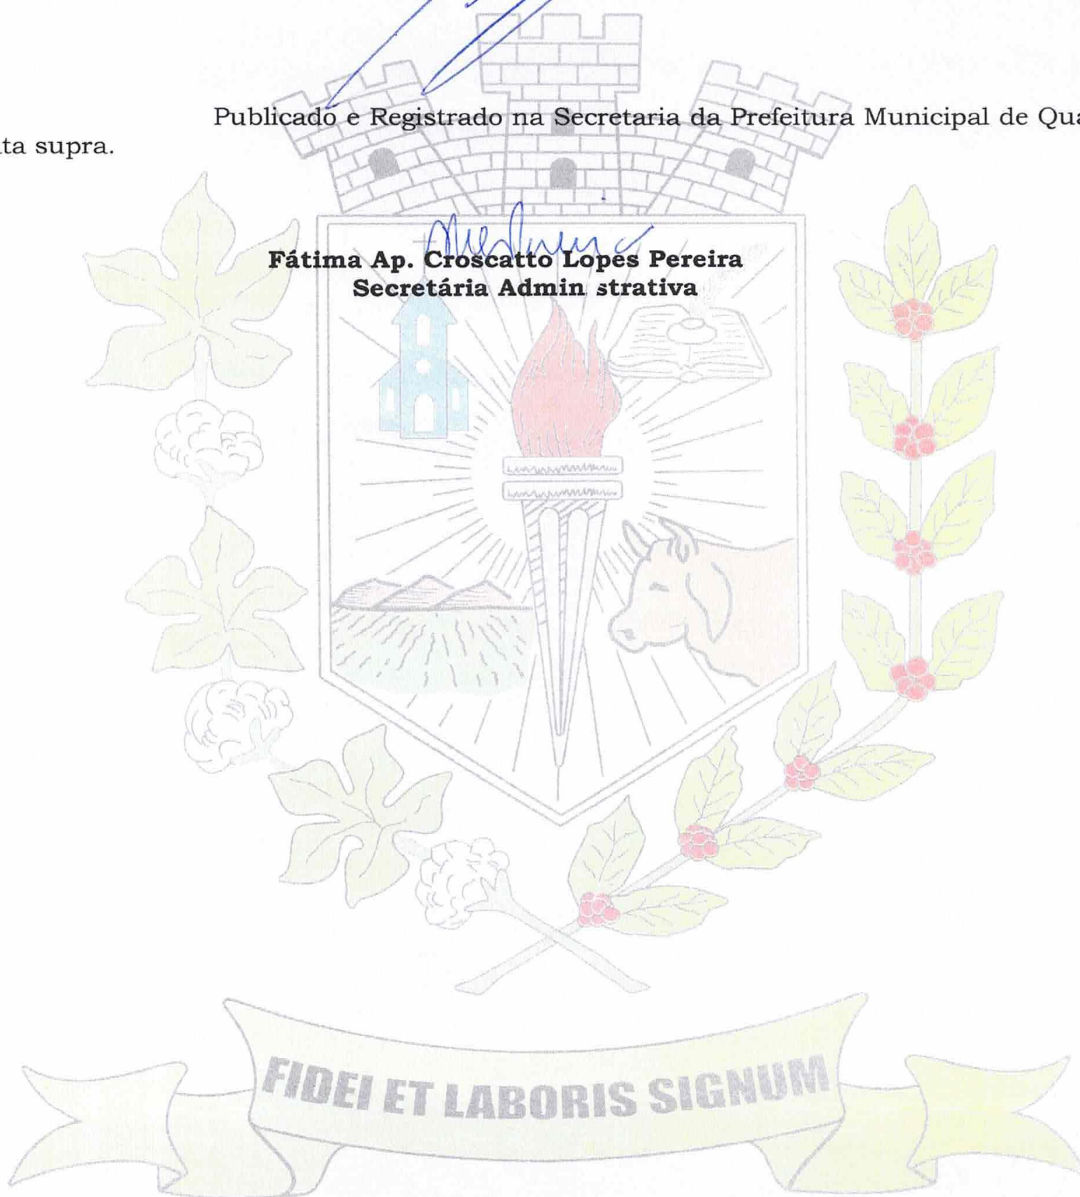 Publicado e Registrado na Secretaria da Prefeitura Municipal de Qua
ta supra.
Fátima Ap. Croscatto Lopes Pereira
Secretária Admin strativa
FIDEI ET LABORIS SIGNUM